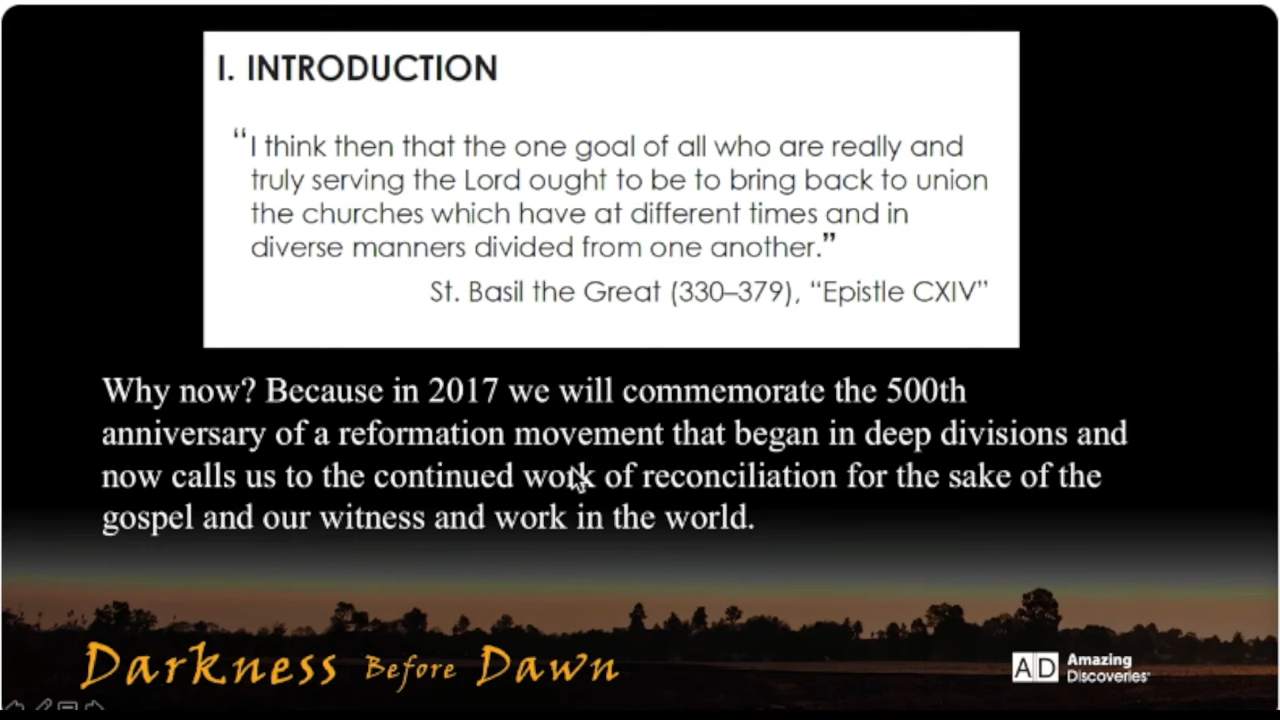 I. INTRODUCTION
“I think then that the one goal of all who are really and
truly serving the Lord ought to be to bring back to union
the churches which have at different times and in
diverse manners divided from one another.”
St. Basil the Great (330–379), “Epistle CXIV”
Why now? Because in 2017 we will commemorate the 500th
anniversary of a reformation movement that began in deep divisions and
now calls us to the continued work of reconciliation for the sake of the
gospel and our witness and work in the world.
Darkness Before Dawn
AD Amazing
Discoveries